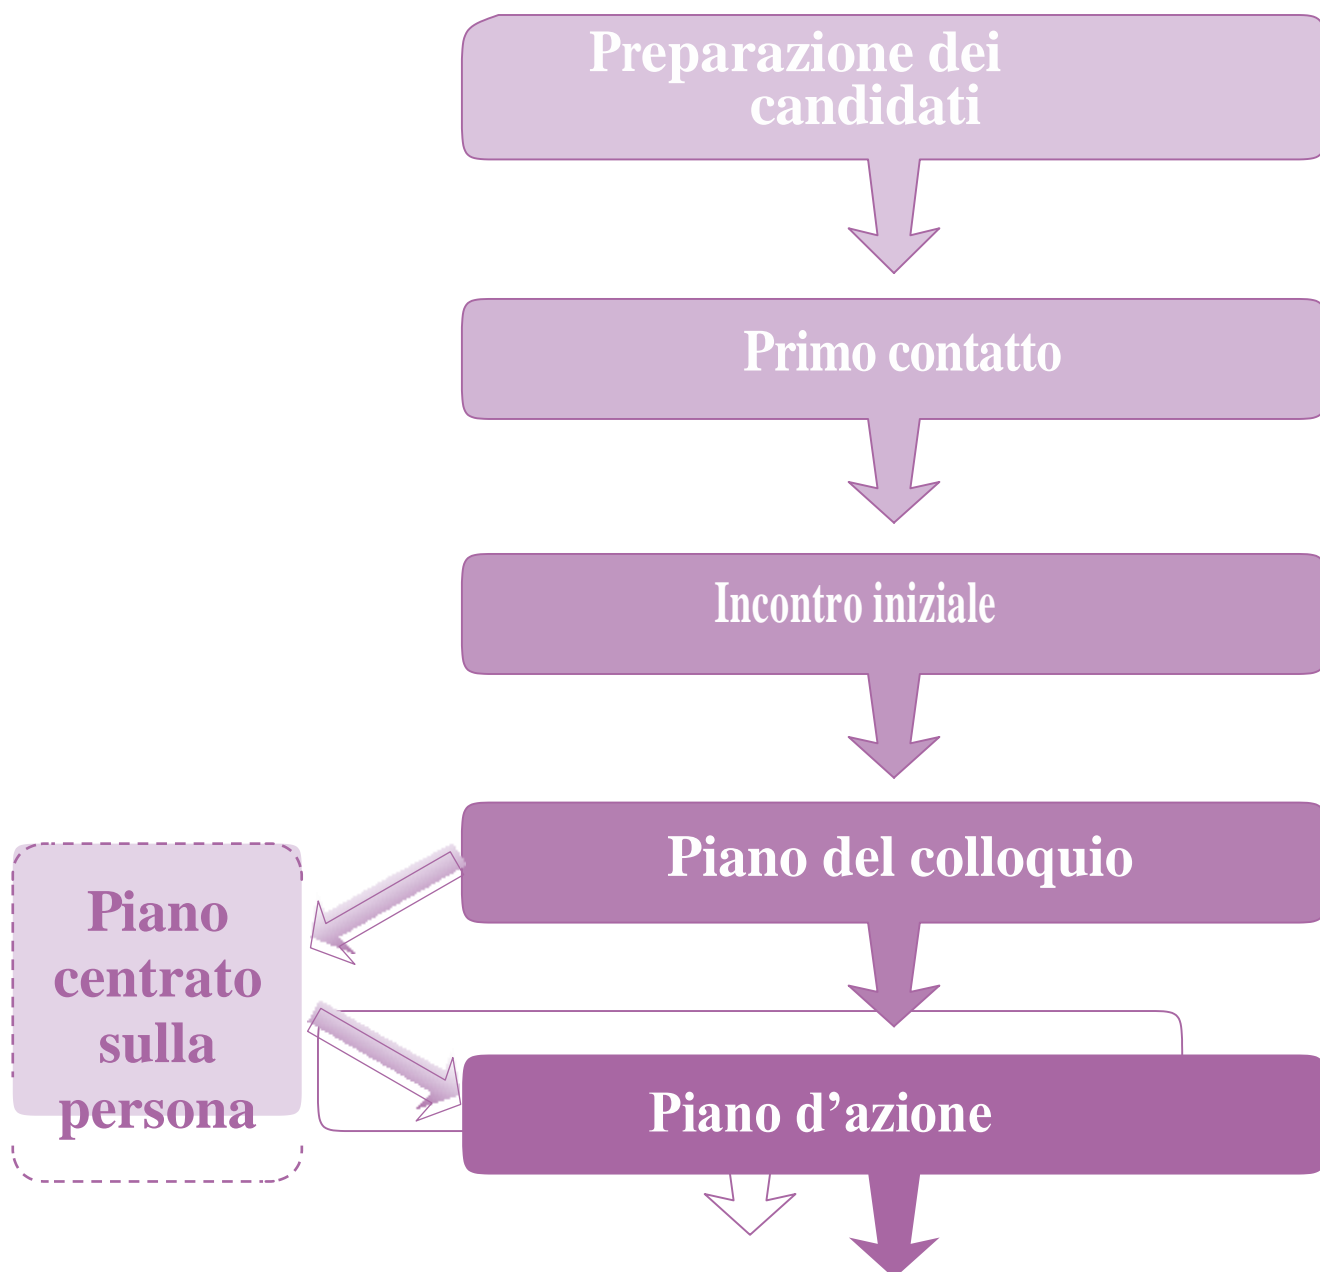 Preparazione dei
candidati
Primo contatto
Incontro iniziale
Piano del colloquio
Piano
centrato
sulla
persona
Piano d’azione